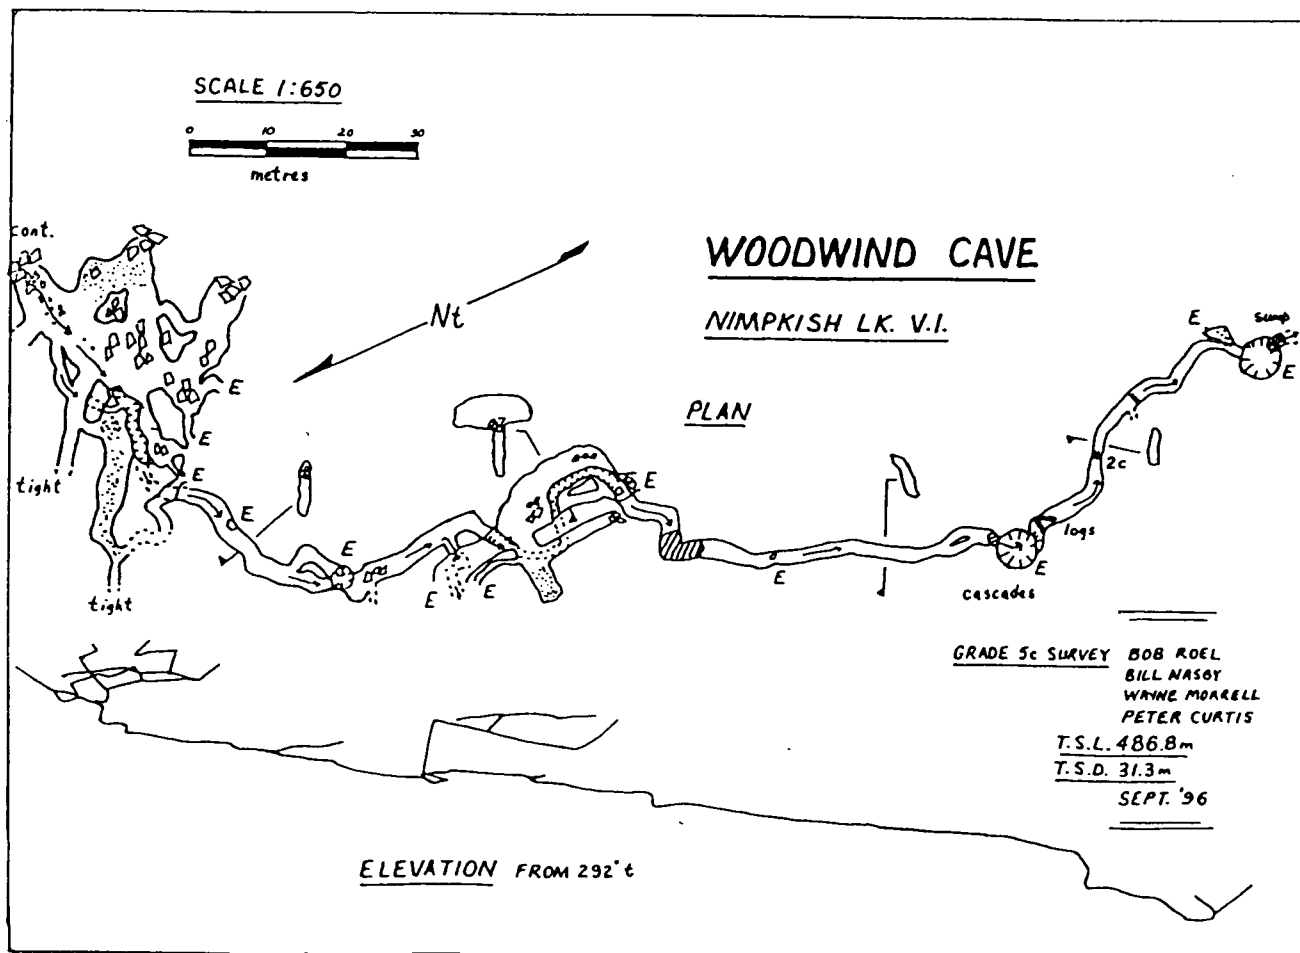 SCALE 1:650
0 10 20 30
metres
cont.
WOODWIND CAVE
NIMPKISH LK. V.I.
Nt
PLAN
E
sump
E
E
E
E
tight
E
E
E
E
2c
logs
E
E
E
E
cascades
tight
GRADE 5c SURVEY BOB ROEL
BILL NASBY
WAYNE MORRELL
PETER CURTIS
T.S.L. 486.8m
T.S.D. 31.3m
SEPT. '96
ELEVATION FROM 292° t